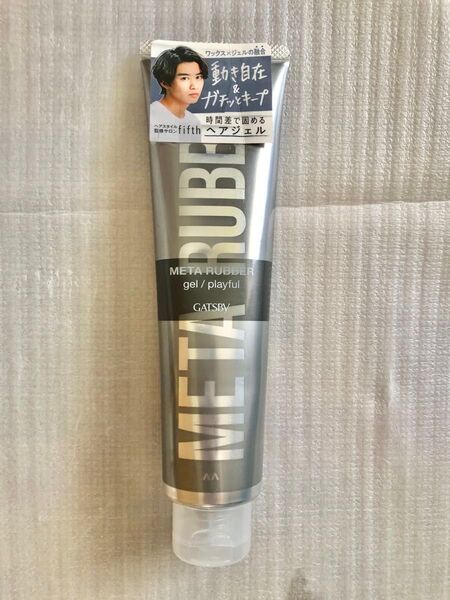 ワックス×ジェルの融合
動き自在
&
ガチッとキープ
時間差で固める
ヘアジェル
ヘアスタイル
監修サロン fifth
META RUBBE
META RUBBER
gel / playful
GATSBY